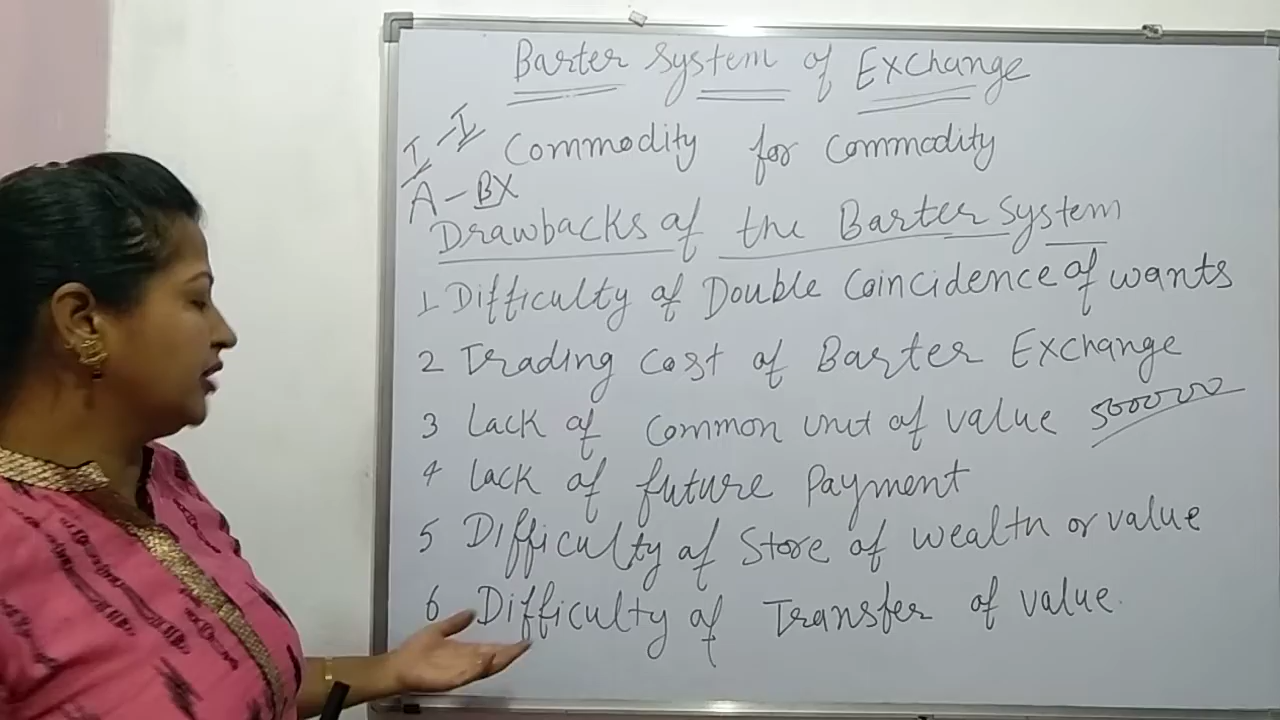 Barter System of Exchange
I - I
Commodity for Commodity
A - BX
Drawbacks of the Barter System
1 Difficulty of Double Coincidence of wants
2 Trading Cost of Barter Exchange
3 Lack of Common unit of value 5000000
4 Lack of future Payment
5 Difficulty of Store of wealth or value
6 Difficulty of Transfer of value.